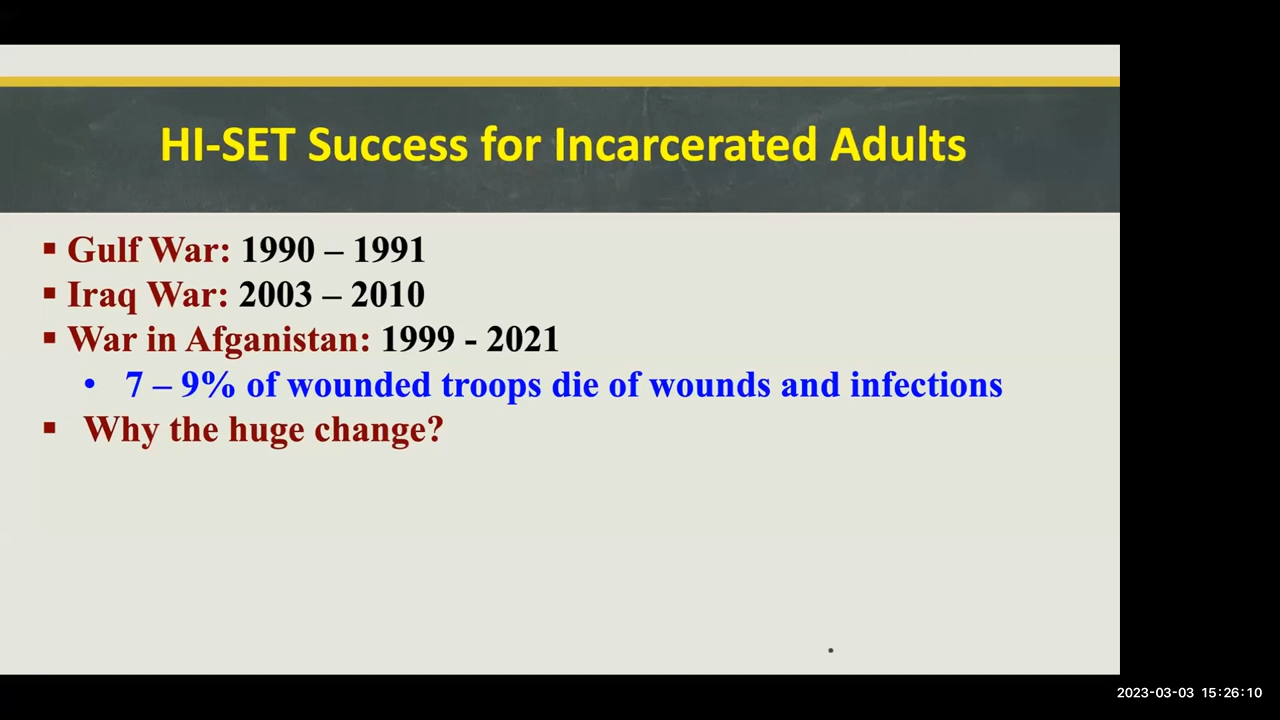 HI-SET Success for Incarcerated Adults
▪ Gulf War: 1990 – 1991
▪ Iraq War: 2003 – 2010
▪ War in Afganistan: 1999 - 2021
• 7 – 9% of wounded troops die of wounds and infections
▪ Why the huge change?
2023-03-03 15:26:10